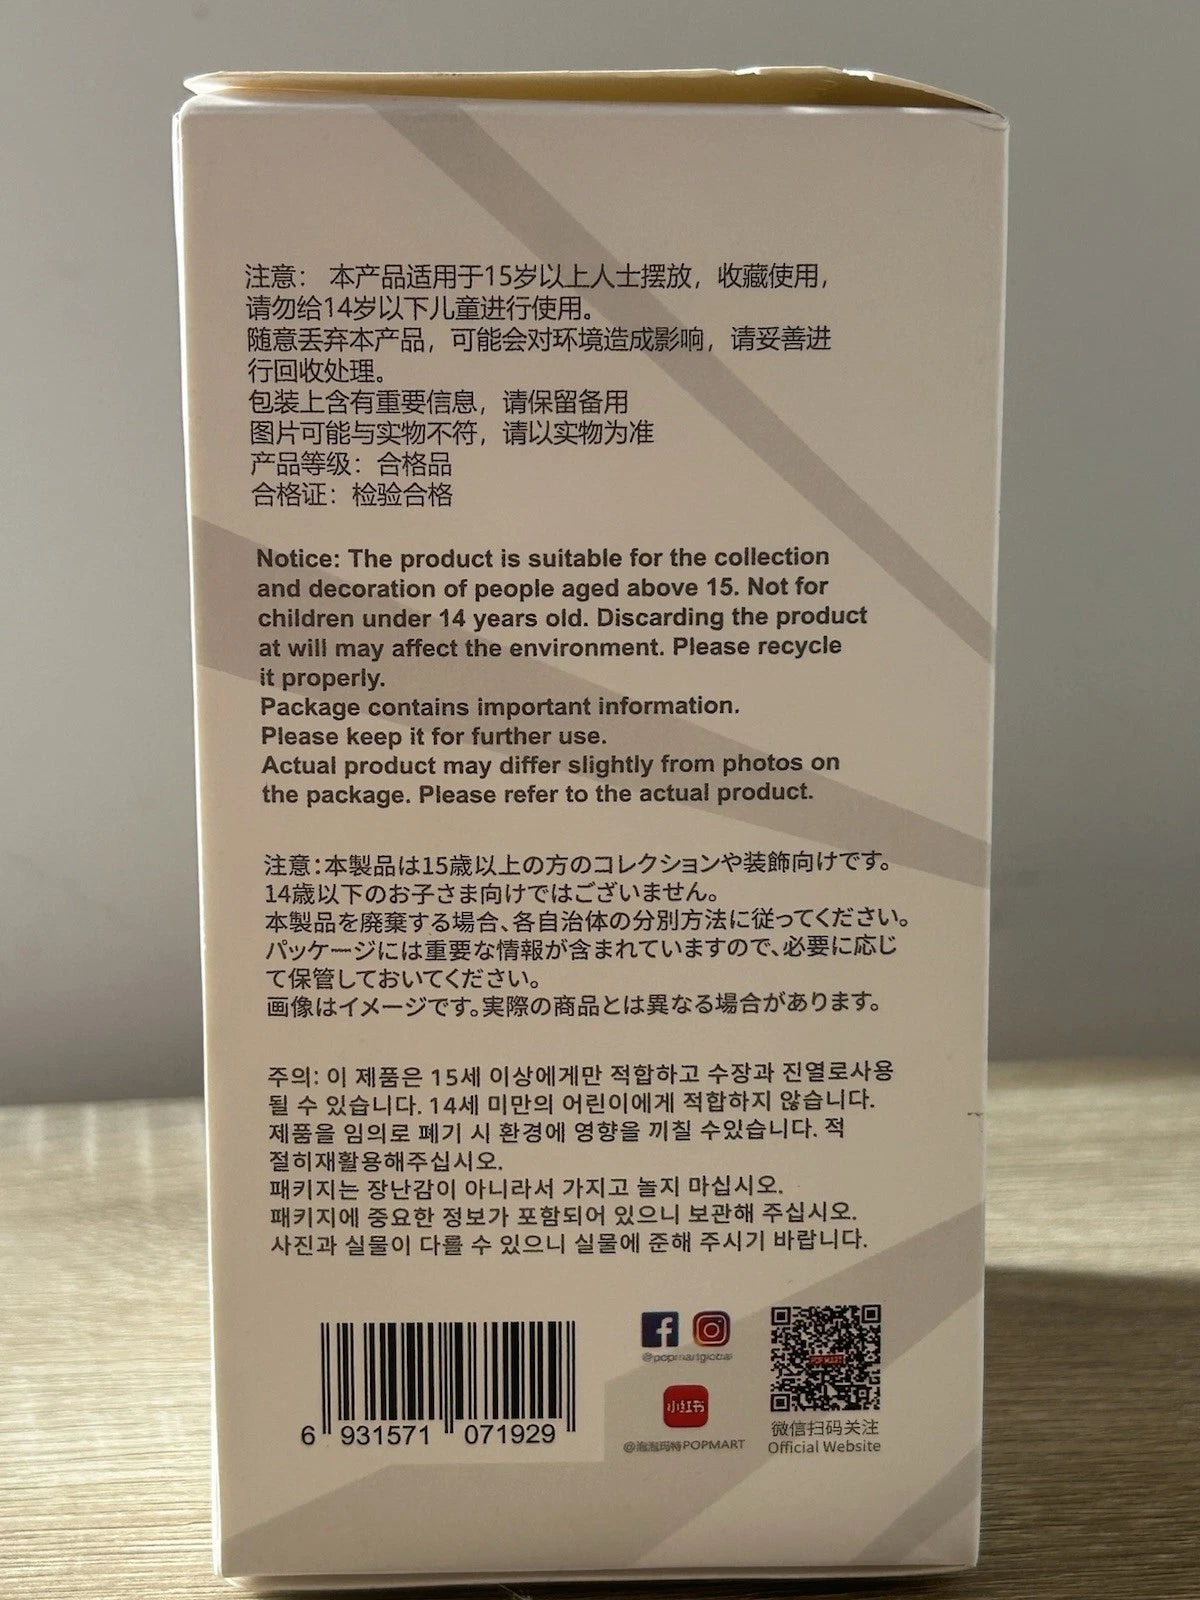 注意： 本产品适用于15岁以上人士摆放，收藏使用，
请勿给14岁以下儿童进行使用。
随意丢弃本产品，可能会对环境造成影响，请妥善进
行回收处理。
包装上含有重要信息，请保留备用
图片可能与实物不符，请以实物为准
产品等级：合格品
合格证：检验合格
Notice: The product is suitable for the collection
and decoration of people aged above 15. Not for
children under 14 years old. Discarding the product
at will may affect the environment. Please recycle
it properly.
Package contains important information.
Please keep it for further use.
Actual product may differ slightly from photos on
the package. Please refer to the actual product.
注意：本製品は15歳以上の方のコレクションや装飾向けです。
14歳以下のお子さま向けではございません。
本製品を廃棄する場合、各自治体の分別方法に従ってください。
パッケージには重要な情報が含まれていますので、必要に応じ
て保管しておいてください。
画像はイメージです。実際の商品とは異なる場合があります。
주의: 이 제품은 15세 이상에게만 적합하고 수장과 진열로사용
될 수 있습니다. 14세 미만의 어린이에게 적합하지 않습니다.
제품을 임의로 폐기 시 환경에 영향을 끼칠 수있습니다. 적
절히재활용해주십시오.
패키지는 장난감이 아니라서 가지고 놀지 마십시오.
패키지에 중요한 정보가 포함되어 있으니 보관해 주십시오.
사진과 실물이 다를 수 있으니 실물에 준해 주시기 바랍니다.
6 931571 071929
@popmartglobal
小红书
@泡泡玛特POPMART
POP MART
微信扫码关注
Official Website